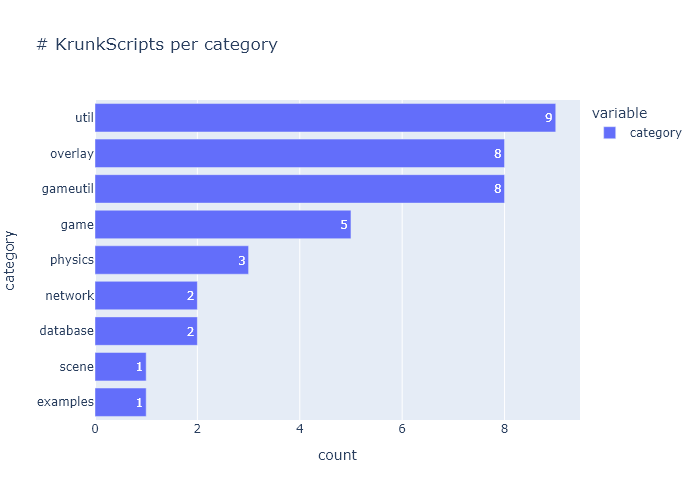 # KrunkScripts per category
variable
category
category
util 9
overlay 8
gameutil 8
game 5
physics 3
network 2
database 2
scene 1
examples 1
0 2 4 6 8
count